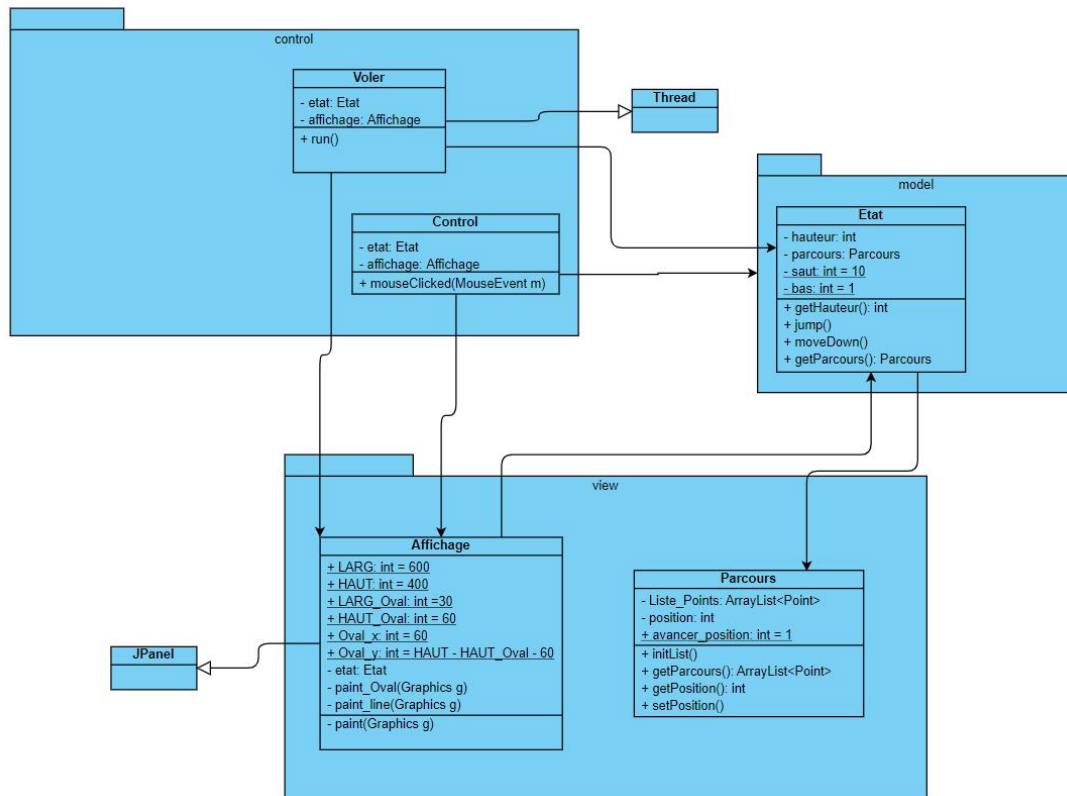 control
Voler
- etat: Etat
- affichage: Affichage
+ run()
Thread
Control
- etat: Etat
- affichage: Affichage
+ mouseClicked(MouseEvent m)
model
Etat
- hauteur: int
- parcours: Parcours
- saut: int = 10
- bas: int = 1
+ getHauteur(): int
+ jump()
+ moveDown()
+ getParcours(): Parcours
view
Affichage
+ LARG: int = 600
+ HAUT: int = 400
+ LARG_Oval: int =30
+ HAUT_Oval: int = 60
+ Oval_x: int = 60
+ Oval_y: int = HAUT - HAUT_Oval - 60
- etat: Etat
- paint_Oval(Graphics g)
- paint_line(Graphics g)
- paint(Graphics g)
JPanel
Parcours
- Liste_Points: ArrayList<Point>
- position: int
+ avancer_position: int = 1
+ initList()
+ getParcours(): ArrayList<Point>
+ getPosition(): int
+ setPosition()